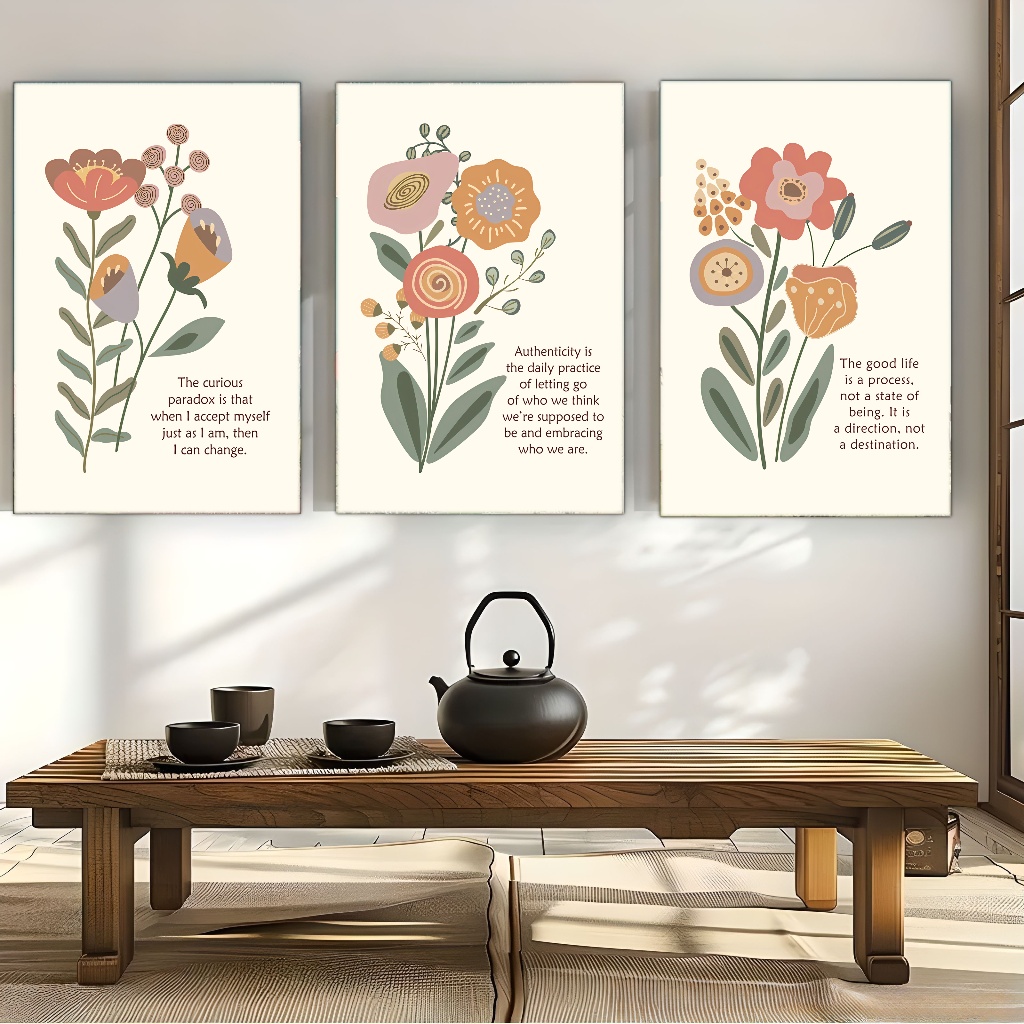 The curious
paradox is that
when I accept myself
just as I am, then
I can change.
Authenticity is
the daily practice
of letting go
of who we think
we're supposed to
be and embracing
who we are.
The good life
is a process,
not a state of
being. It is
a direction, not
a destination.